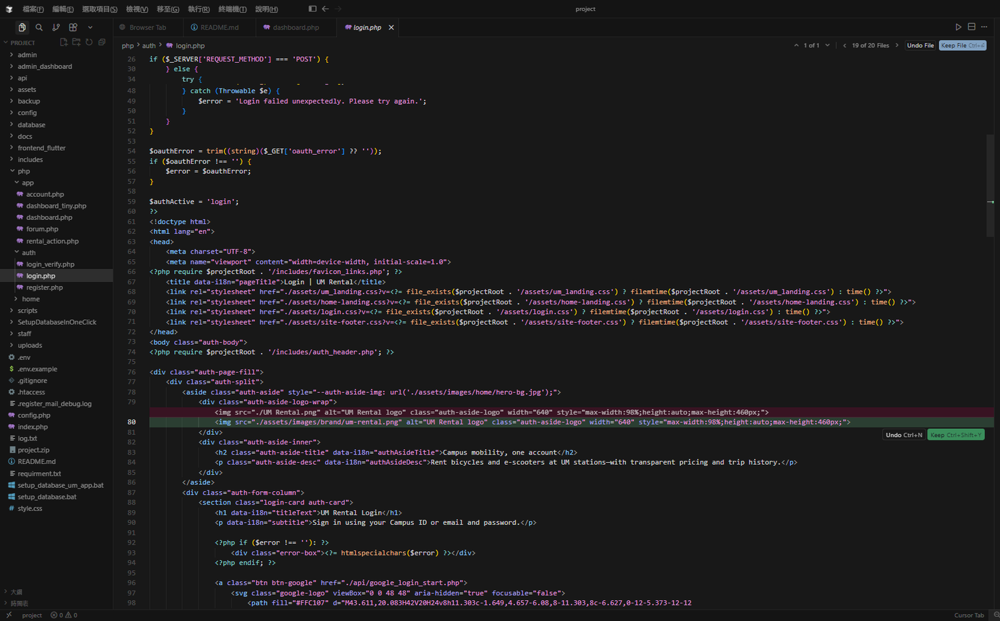 檔案(F) 編輯(E) 選取項目(S) 檢視(V) 移至(G) 執行(R) 終端機(T) 說明(H)
project
Browser Tab
README.md
dashboard.php
login.php
PROJECT
admin
admin_dashboard
api
assets
backup
config
database
docs
frontend_flutter
includes
php
app
account.php
dashboard_tiny.php
dashboard.php
forum.php
rental_action.php
auth
login_verify.php
login.php
register.php
home
scripts
SetupDatabaseInOneClick
staff
uploads
.env
.env.example
.gitignore
.htaccess
.register_mail_debug.log
config.php
index.php
log.txt
project.zip
README.md
requirment.txt
setup_database_um_app.bat
setup_database.bat
style.css
大綱
時間表
php > auth > login.php
1 of 1
19 of 20 Files
Undo File
Keep File Ctrl+⏎
26 if ($_SERVER['REQUEST_METHOD'] === 'POST') {
30 } else {
34 try {
48 } catch (Throwable $e) {
49 $error = 'Login failed unexpectedly. Please try again.';
50 }
51 }
52 }
53
54 $oauthError = trim((string)($_GET['oauth_error'] ?? ''));
55 if ($oauthError !== '') {
56 $error = $oauthError;
57 }
58
59 $authActive = 'login';
60 ?>
61 <!doctype html>
62 <html lang="en">
63 <head>
64 <meta charset="UTF-8">
65 <meta name="viewport" content="width=device-width, initial-scale=1.0">
66 <?php require $projectRoot . '/includes/favicon_links.php'; ?>
67 <title data-i18n="pageTitle">Login | UM Rental</title>
68 <link rel="stylesheet" href="./assets/um_landing.css?v=<?= file_exists($projectRoot . '/assets/um_landing.css') ? filemtime($projectRoot . '/assets/um_landing.css') : time() ?>">
69 <link rel="stylesheet" href="./assets/home-landing.css?v=<?= file_exists($projectRoot . '/assets/home-landing.css') ? filemtime($projectRoot . '/assets/home-landing.css') : time() ?>">
70 <link rel="stylesheet" href="./assets/login.css?v=<?= file_exists($projectRoot . '/assets/login.css') ? filemtime($projectRoot . '/assets/login.css') : time() ?>">
71 <link rel="stylesheet" href="./assets/site-footer.css?v=<?= file_exists($projectRoot . '/assets/site-footer.css') ? filemtime($projectRoot . '/assets/site-footer.css') : time() ?>">
72 </head>
73 <body class="auth-body">
74 <?php require $projectRoot . '/includes/auth_header.php'; ?>
75
76 <div class="auth-page-fill">
77 <div class="auth-split">
78 <aside class="auth-aside" style="--auth-aside-img: url('./assets/images/home/hero-bg.jpg');">
79 <div class="auth-aside-logo-wrap">
<img src="./UM Rental.png" alt="UM Rental logo" class="auth-aside-logo" width="640" style="max-width:98%;height:auto;max-height:460px;">
80 <img src="./assets/images/brand/um-rental.png" alt="UM Rental logo" class="auth-aside-logo" width="640" style="max-width:98%;height:auto;max-height:460px;">
81 </div>
Undo Ctrl+N
Keep Ctrl+Shift+Y
82 <div class="auth-aside-inner">
83 <h2 class="auth-aside-title" data-i18n="authAsideTitle">Campus mobility, one account</h2>
84 <p class="auth-aside-desc" data-i18n="authAsideDesc">Rent bicycles and e-scooters at UM stations—with transparent pricing and trip history.</p>
85 </div>
86 </aside>
87 <div class="auth-form-column">
88 <section class="login-card auth-card">
89 <h1 data-i18n="titleText">UM Rental Login</h1>
90 <p data-i18n="subtitle">Sign in using your Campus ID or email and password.</p>
91
92 <?php if ($error !== ''): ?>
93 <div class="error-box"><?= htmlspecialchars($error) ?></div>
94 <?php endif; ?>
95
96 <a class="btn btn-google" href="./api/google_login_start.php">
97 <svg class="google-logo" viewBox="0 0 48 48" aria-hidden="true" focusable="false">
98 <path fill="#FFC107" d="M43.611,20.083H42V20H24v8h11.303c-1.649,4.657-6.08,8-11.303,8c-6.627,0-12-5.373-12-12
project
0
0
Cursor Tab